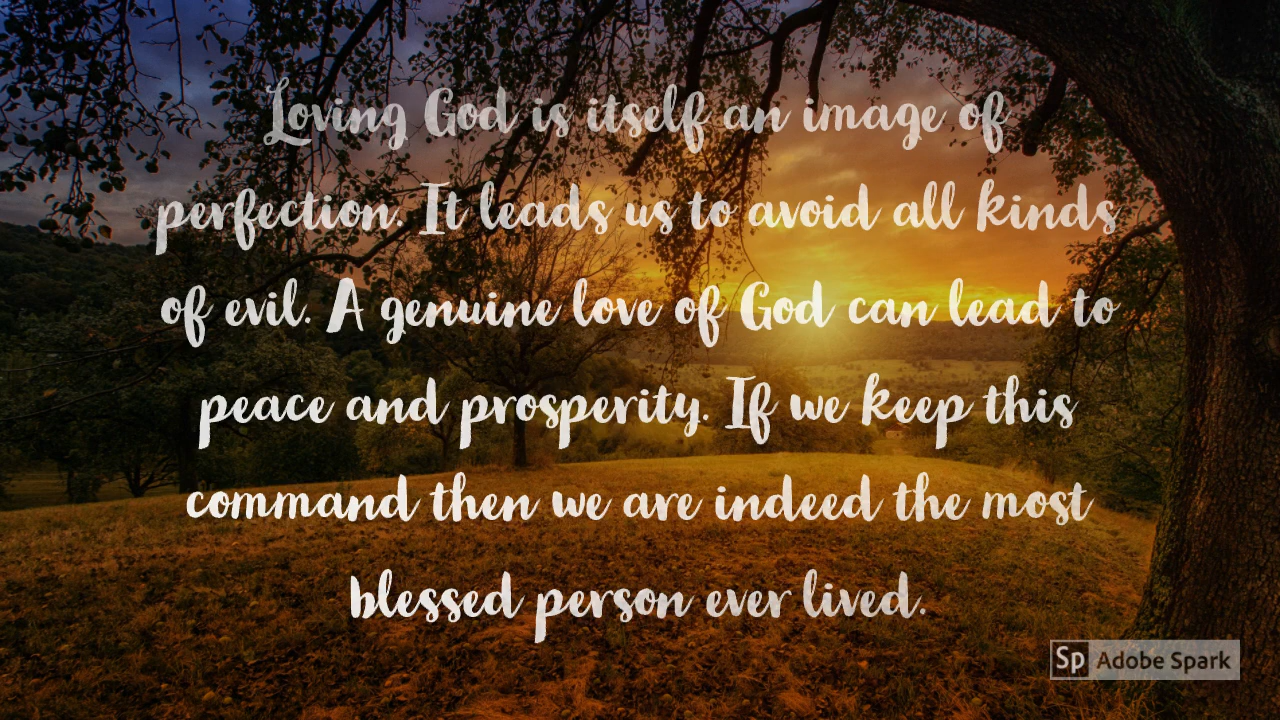 Loving God is itself an image of
perfection. It leads us to avoid all kinds
of evil. A genuine love of God can lead to
peace and prosperity. If we keep this
command then we are indeed the most
blessed person ever lived.
Sp Adobe Spark